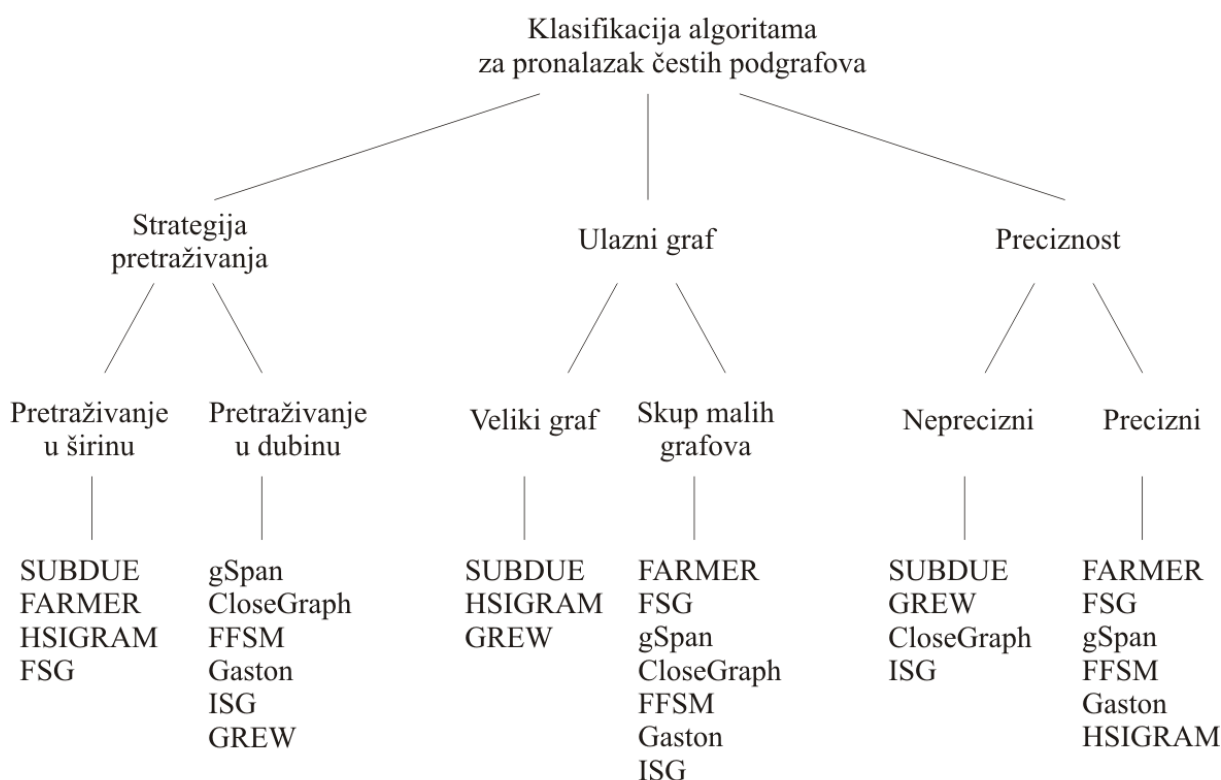 Klasifikacija algoritama
za pronalazak čestih podgrafova
Strategija
pretraživanja
Ulazni graf
Preciznost
Pretraživanje
u širinu
Pretraživanje
u dubinu
Veliki graf
Skup malih
grafova
Neprecizni
Precizni
SUBDUE
FARMER
HSIGRAM
FSG
gSpan
CloseGraph
FFSM
Gaston
ISG
GREW
SUBDUE
HSIGRAM
GREW
FARMER
FSG
gSpan
CloseGraph
FFSM
Gaston
ISG
SUBDUE
GREW
CloseGraph
ISG
FARMER
FSG
gSpan
FFSM
Gaston
HSIGRAM